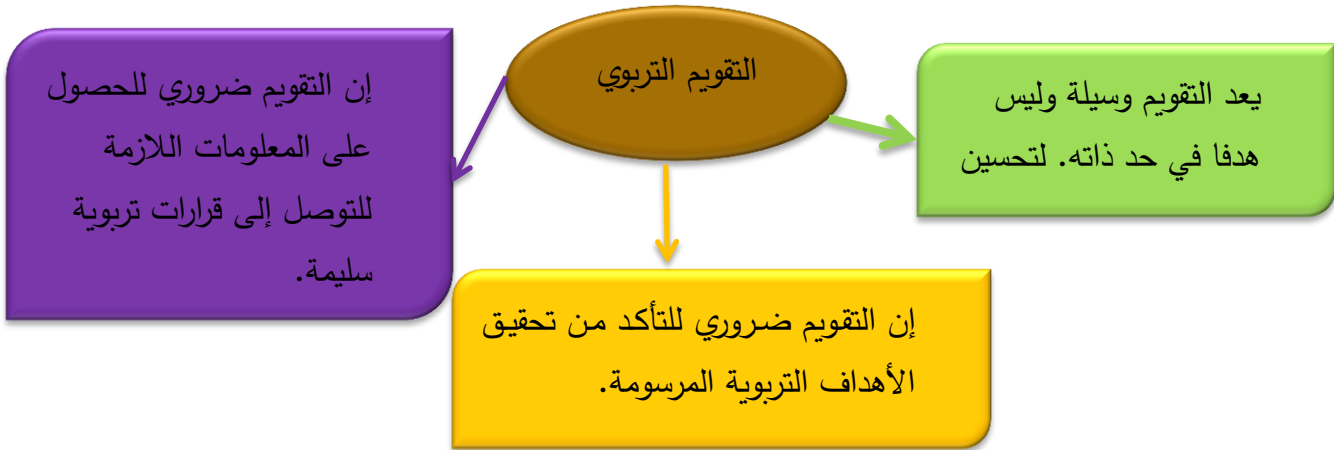 التقويم التربوي
يعد التقويم وسيلة وليس
هدفا في حد ذاته. لتحسين
إن التقويم ضروري للتأكد من تحقيق
الأهداف التربوية المرسومة.
إن التقويم ضروري للحصول
على المعلومات اللازمة
للتوصل إلى قرارات تربوية
سليمة.